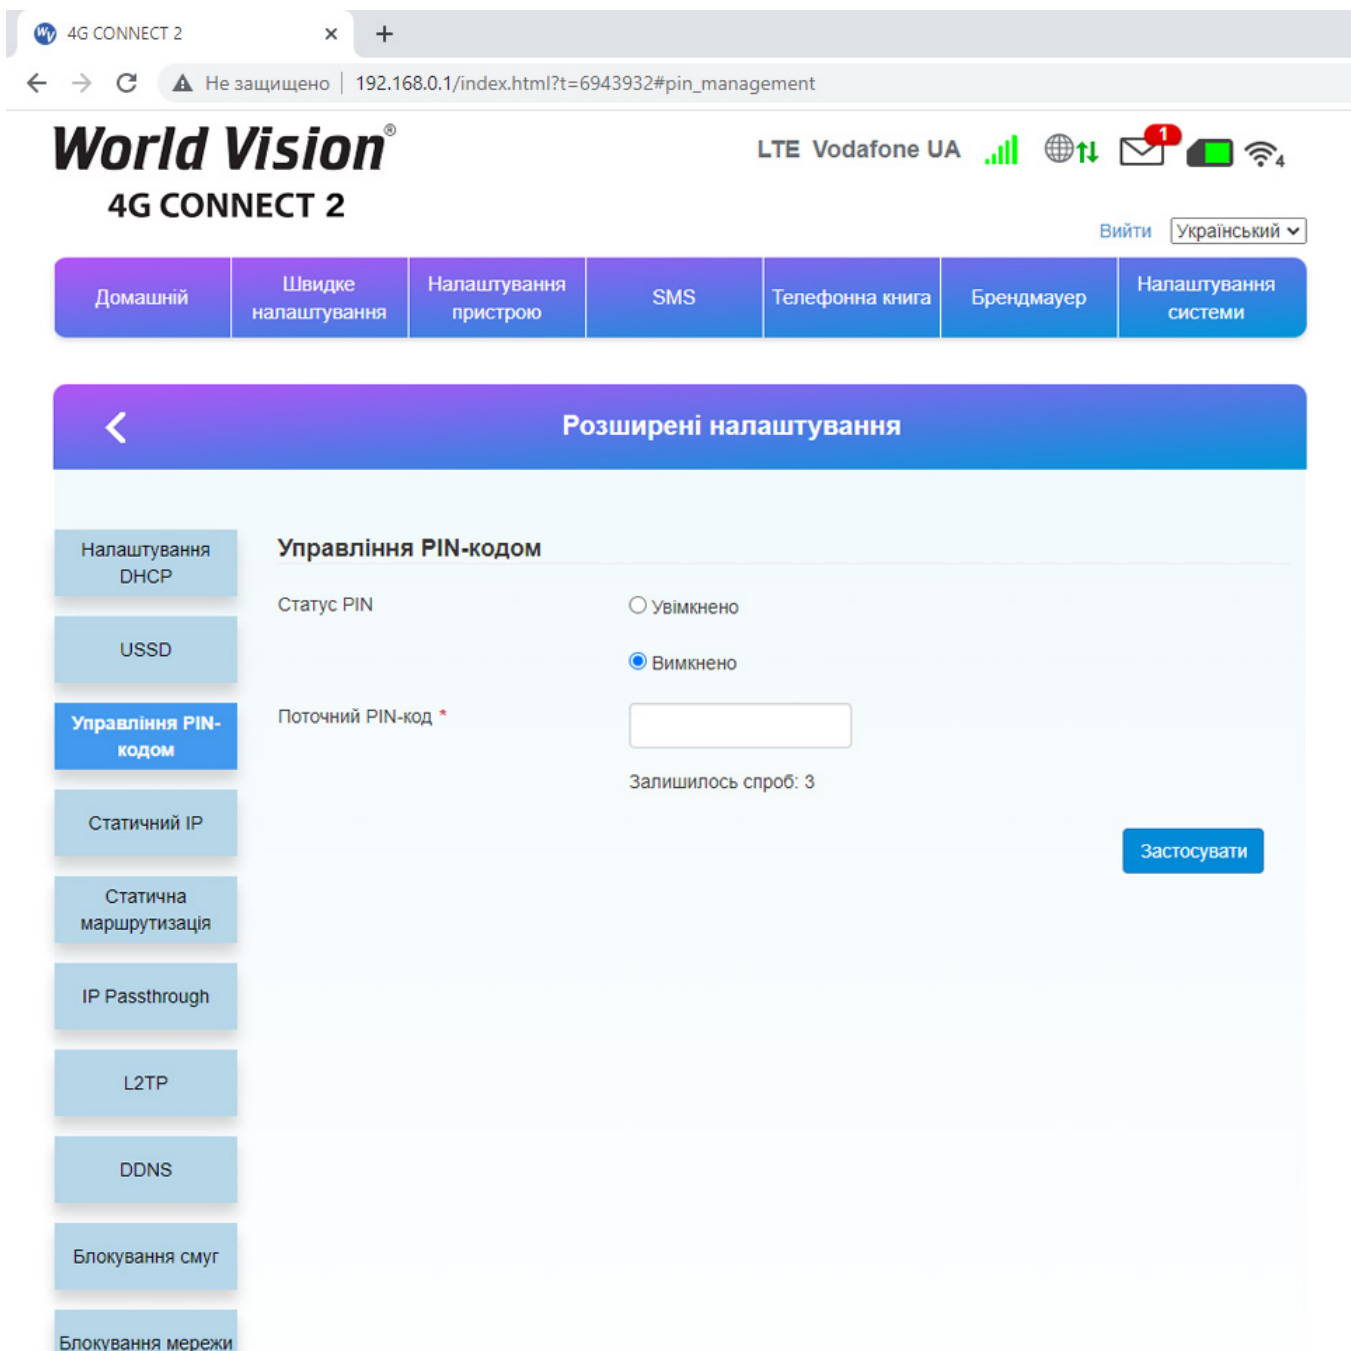 4G CONNECT 2
Не защищено | 192.168.0.1/index.html?t=6943932#pin_management
World Vision®
4G CONNECT 2
LTE Vodafone UA
1
4
Вийти Український
Домашній
Швидке
налаштування
Налаштування
пристрою
SMS
Телефонна книга
Брендмауер
Налаштування
системи
Розширені налаштування
Налаштування
DHCP
USSD
Управління PIN-
кодом
Статичний IP
Статична
маршрутизація
IP Passthrough
L2TP
DDNS
Блокування смуг
Блокування мережи
Управління PIN-кодом
Статус PIN
Увімкнено
Вимкнено
Поточний PIN-код *
Залишилось спроб: 3
Застосувати